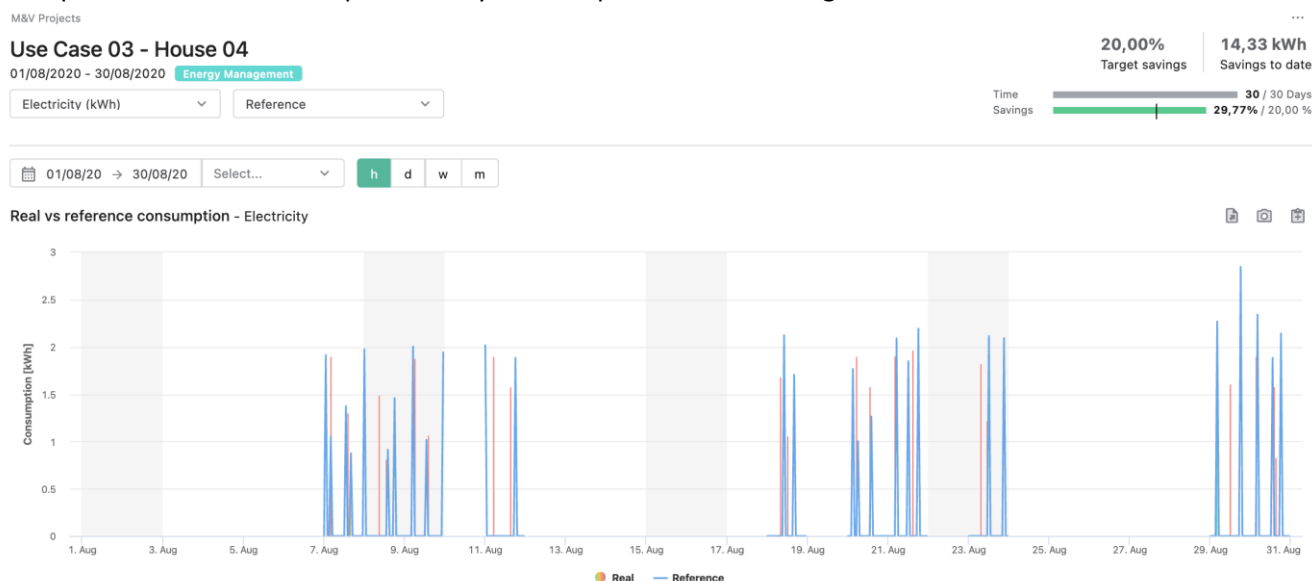 M&V Projects
...
Use Case 03 - House 04
01/08/2020 - 30/08/2020 Energy Management
20,00% 14,33 kWh
Target savings Savings to date
Electricity (kWh) Reference
Time 30 / 30 Days
Savings 29,77% / 20,00 %
01/08/20 → 30/08/20 Select... h d w m
Real vs reference consumption - Electricity
Consumption [kWh]
3
2.5
2
1.5
1
0.5
0
1. Aug 3. Aug 5. Aug 7. Aug 9. Aug 11. Aug 13. Aug 15. Aug 17. Aug 19. Aug 21. Aug 23. Aug 25. Aug 27. Aug 29. Aug 31. Aug
Real Reference